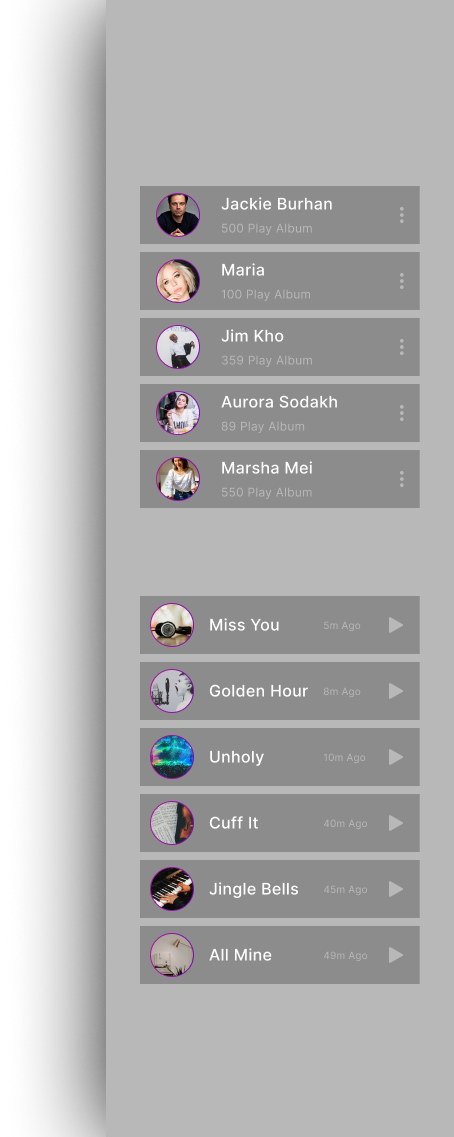 Jackie Burhan
500 Play Album
Maria
100 Play Album
Jim Kho
359 Play Album
Aurora Sodakh
89 Play Album
Marsha Mei
550 Play Album
Miss You 5m Ago
Golden Hour 8m Ago
Unholy 10m Ago
Cuff It 40m Ago
Jingle Bells 45m Ago
All Mine 49m Ago